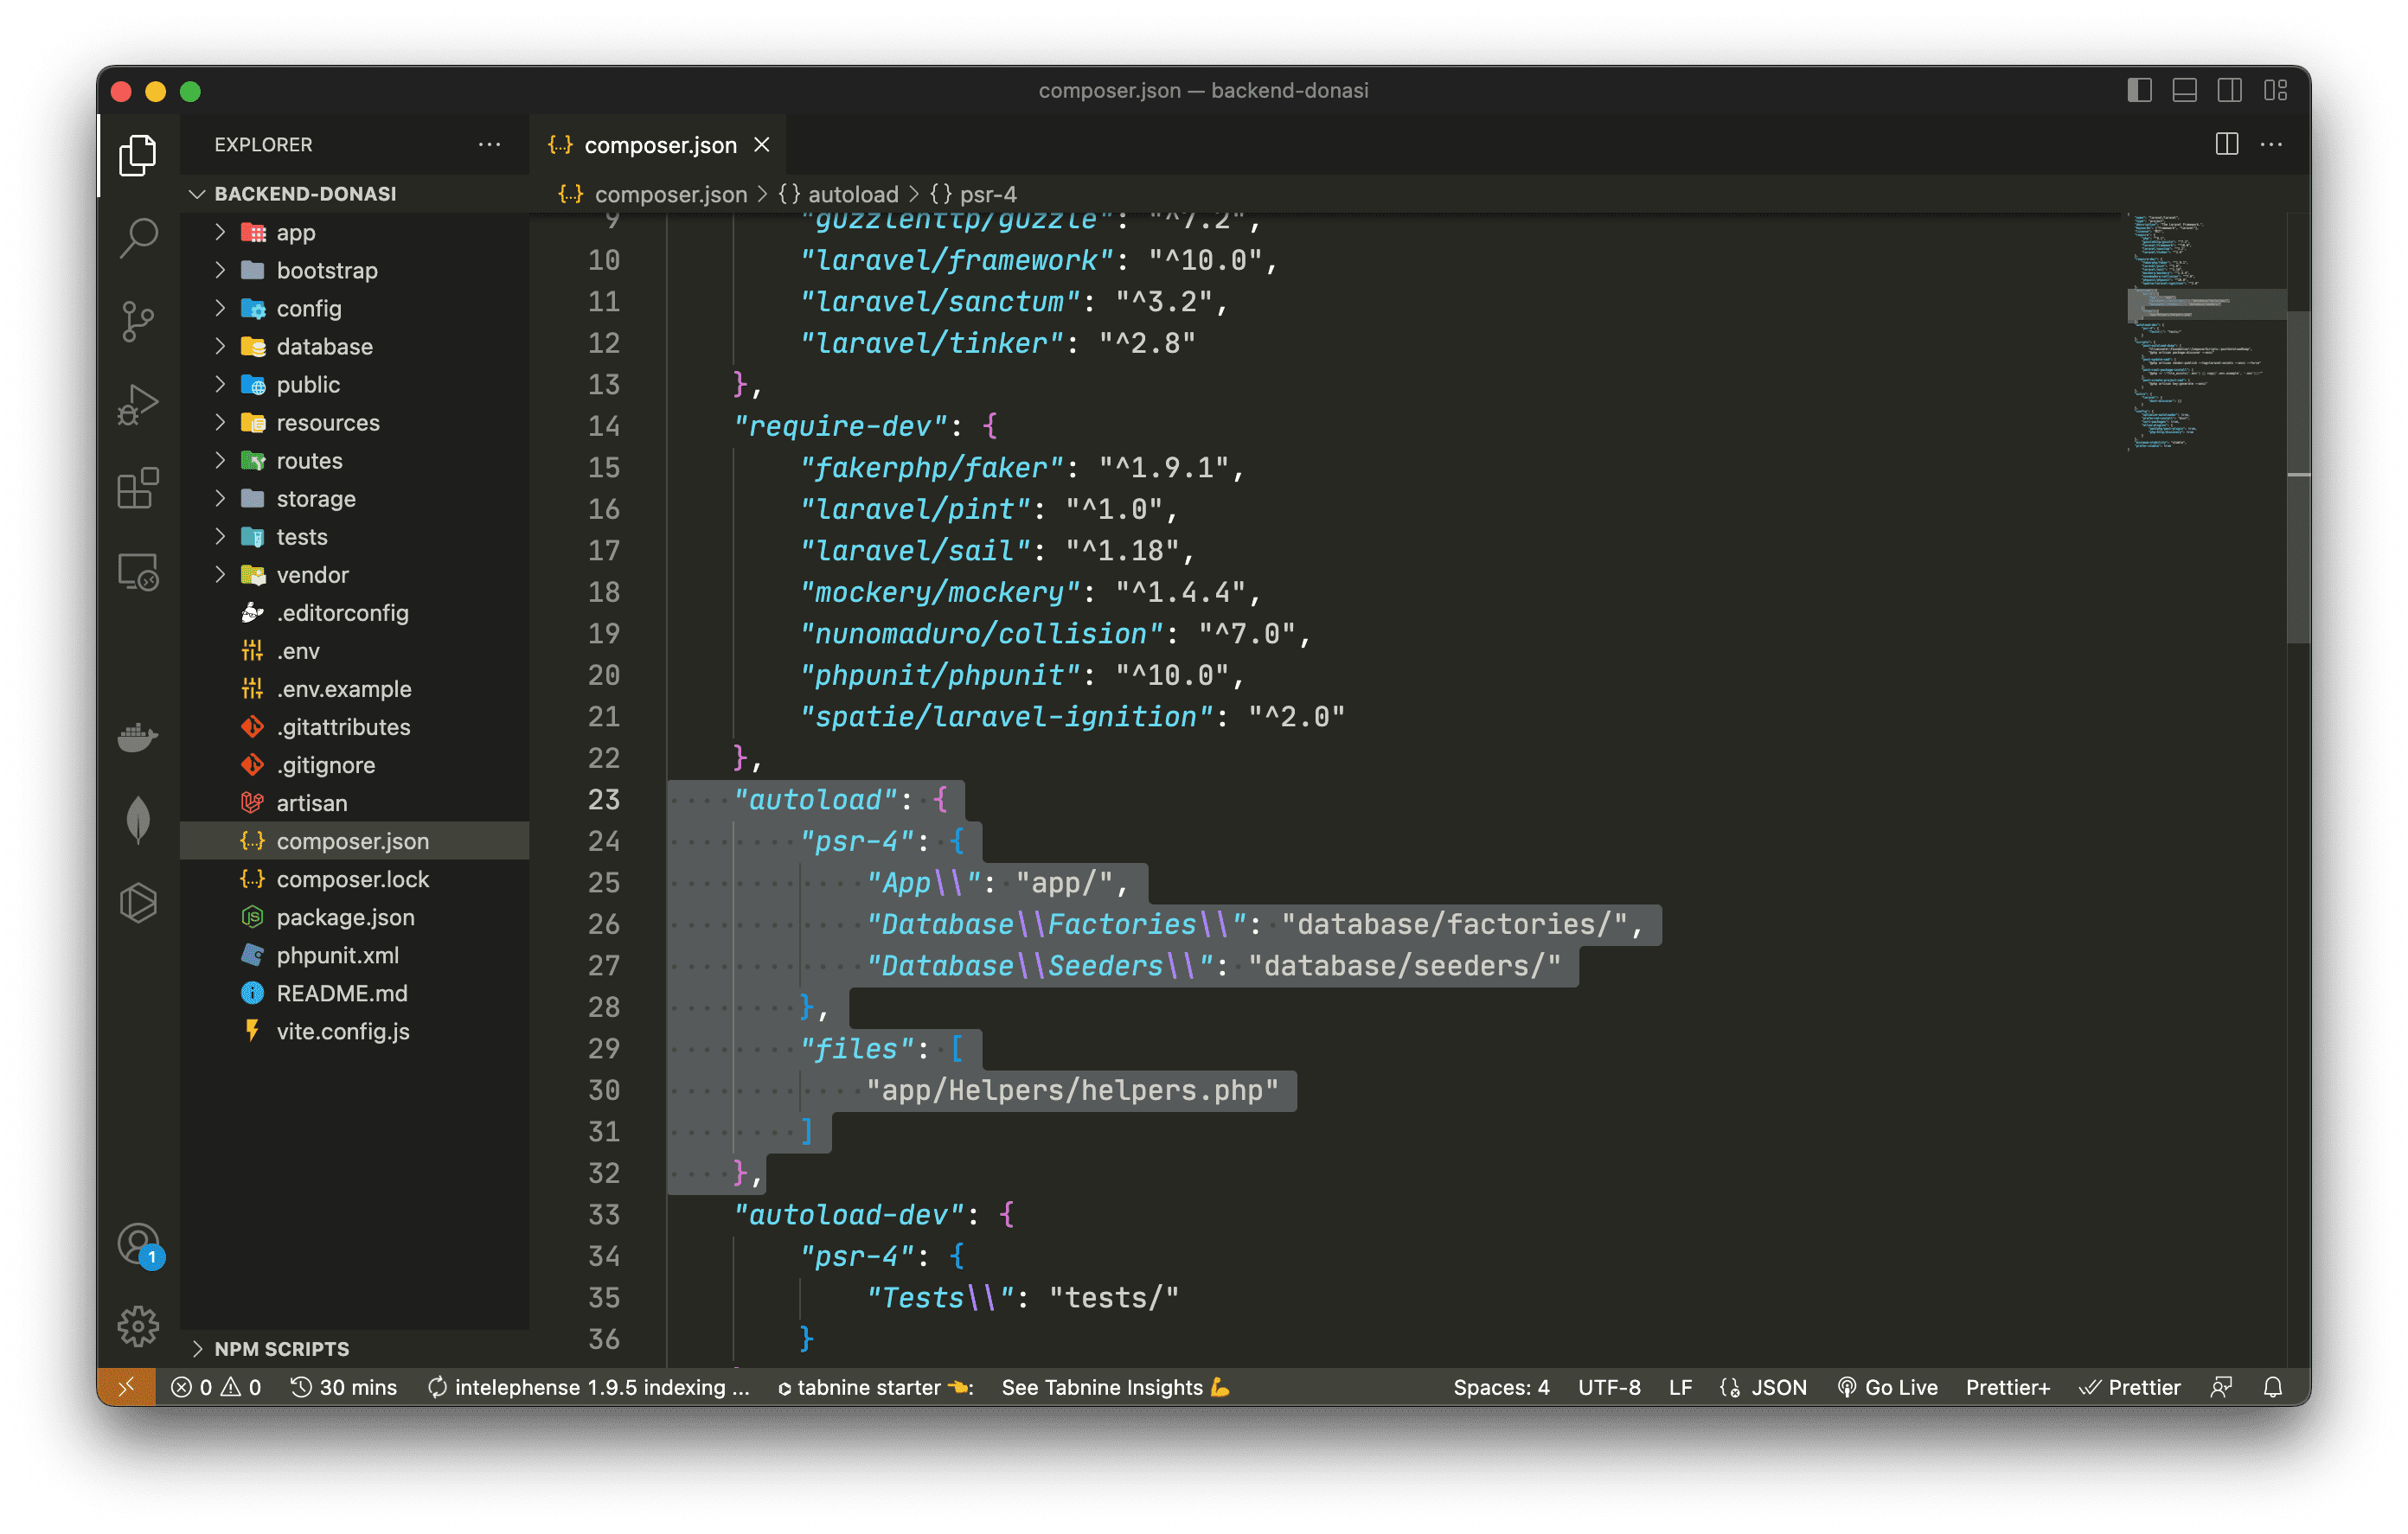 composer.json — backend-donasi
EXPLORER
composer.json
BACKEND-DONASI
composer.json > {} autoload > {} psr-4
app
bootstrap
config
database
public
resources
routes
storage
tests
vendor
.editorconfig
.env
.env.example
.gitattributes
.gitignore
artisan
composer.json
composer.lock
package.json
phpunit.xml
README.md
vite.config.js
NPM SCRIPTS
9 "guzzlehttp/guzzle": "^7.2",
10 "laravel/framework": "^10.0",
11 "laravel/sanctum": "^3.2",
12 "laravel/tinker": "^2.8"
13 },
14 "require-dev": {
15 "fakerphp/faker": "^1.9.1",
16 "laravel/pint": "^1.0",
17 "laravel/sail": "^1.18",
18 "mockery/mockery": "^1.4.4",
19 "nunomaduro/collision": "^7.0",
20 "phpunit/phpunit": "^10.0",
21 "spatie/laravel-ignition": "^2.0"
22 },
23 "autoload": {
24 "psr-4": {
25 "App\\": "app/",
26 "Database\\Factories\\": "database/factories/",
27 "Database\\Seeders\\": "database/seeders/"
28 },
29 "files": [
30 "app/Helpers/helpers.php"
31 ]
32 },
33 "autoload-dev": {
34 "psr-4": {
35 "Tests\\": "tests/"
36 }
1
0 0 30 mins intelephense 1.9.5 indexing ... tabnine starter : See Tabnine Insights Spaces: 4 UTF-8 LF JSON Go Live Prettier+ Prettier